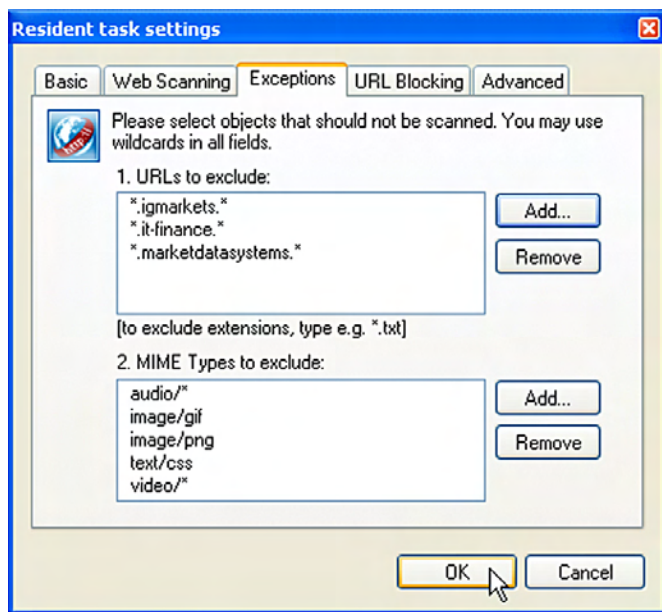 Resident task settings
Basic Web Scanning Exceptions URL Blocking Advanced
http://
Please select objects that should not be scanned. You may use
wildcards in all fields.
1. URLs to exclude:
*.igmarkets.*
*.it-finance.*
*.marketdatasystems.*
Add...
Remove
[to exclude extensions, type e.g. *.txt]
2. MIME Types to exclude:
audio/*
image/gif
image/png
text/css
video/*
Add...
Remove
OK Cancel